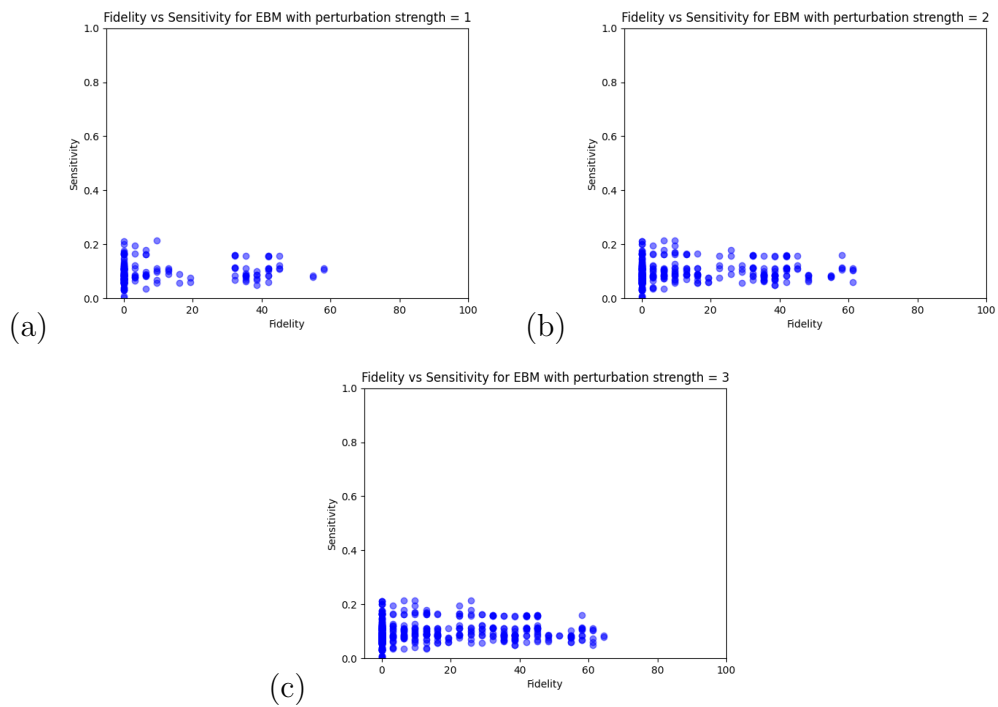 Fidelity vs Sensitivity for EBM with perturbation strength = 1
1.0
0.8
0.6
0.4
0.2
0.0
Sensitivity
0 20 40 60 80 100
Fidelity
(a)
Fidelity vs Sensitivity for EBM with perturbation strength = 2
1.0
0.8
0.6
0.4
0.2
0.0
Sensitivity
0 20 40 60 80 100
Fidelity
(b)
Fidelity vs Sensitivity for EBM with perturbation strength = 3
1.0
0.8
0.6
0.4
0.2
0.0
Sensitivity
0 20 40 60 80 100
Fidelity
(c)